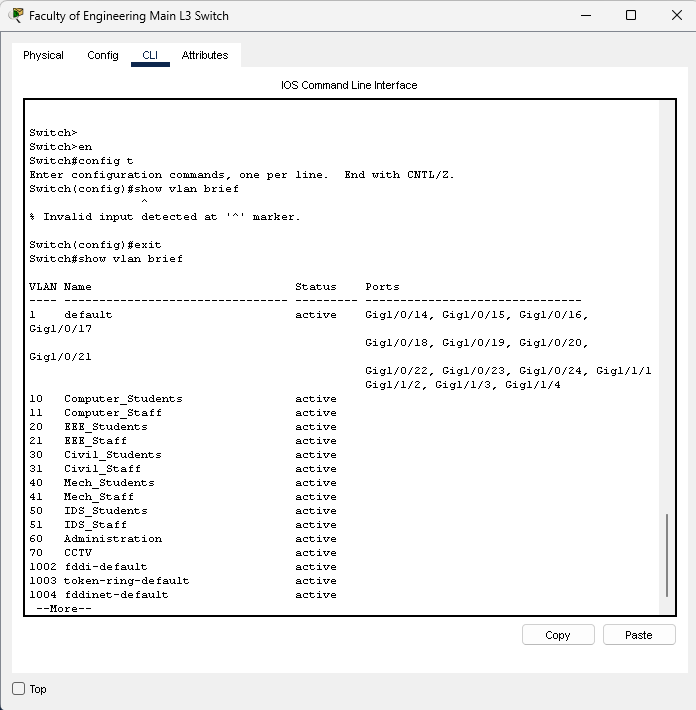 Faculty of Engineering Main L3 Switch
Physical Config CLI Attributes
IOS Command Line Interface
Switch>
Switch>en
Switch#config t
Enter configuration commands, one per line.  End with CNTL/Z.
Switch(config)#show vlan brief
                ^
% Invalid input detected at '^' marker.
Switch(config)#exit
Switch#show vlan brief
VLAN Name                             Status    Ports
---- -------------------------------- --------- -------------------------------
1    default                          active    Gig1/0/14, Gig1/0/15, Gig1/0/16,
Gig1/0/17
                                                Gig1/0/18, Gig1/0/19, Gig1/0/20,
Gig1/0/21
                                                Gig1/0/22, Gig1/0/23, Gig1/0/24, Gig1/1/1
                                                Gig1/1/2, Gig1/1/3, Gig1/1/4
10   Computer_Students                active
11   Computer_Staff                   active
20   EEE_Students                     active
21   EEE_Staff                        active
30   Civil_Students                   active
31   Civil_Staff                      active
40   Mech_Students                    active
41   Mech_Staff                       active
50   IDS_Students                     active
51   IDS_Staff                        active
60   Administration                   active
70   CCTV                             active
1002 fddi-default                     active
1003 token-ring-default               active
1004 fddinet-default                  active
 --More--
Copy Paste
Top